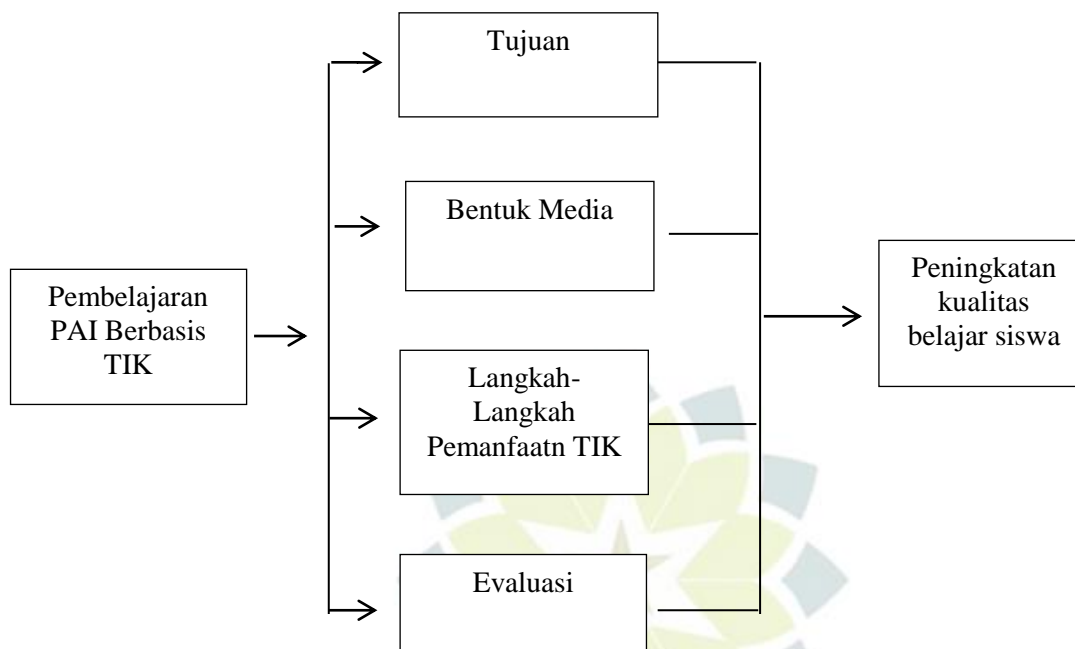 Pembelajaran
PAI Berbasis
TIK
Tujuan
Bentuk Media
Langkah-
Langkah
Pemanfaatn TIK
Evaluasi
Peningkatan
kualitas
belajar siswa